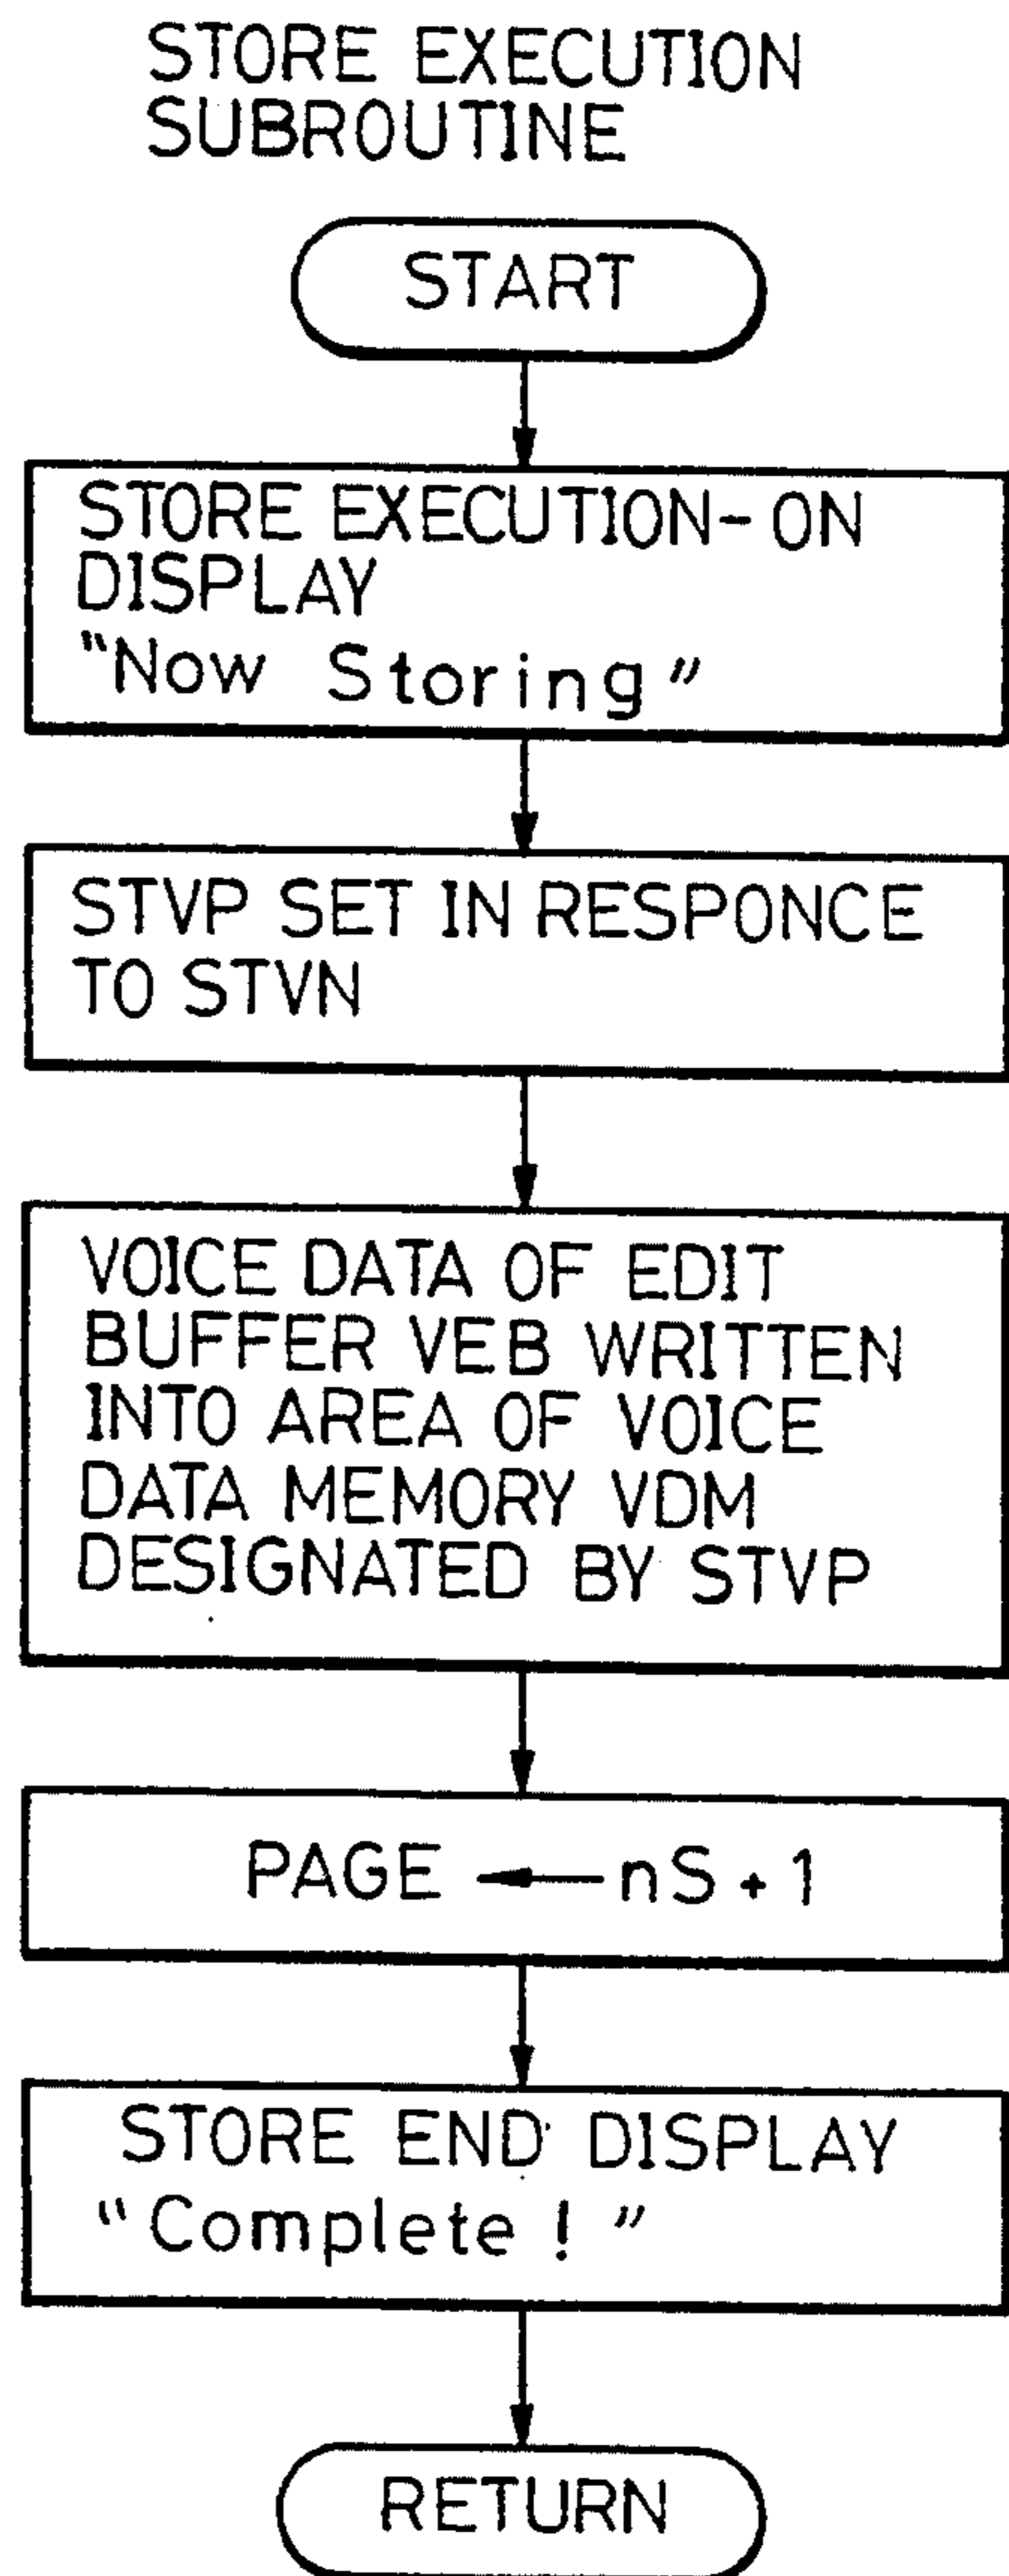 STORE EXECUTION
SUBROUTINE
START
STORE EXECUTION-ON
DISPLAY
"Now Storing"
STVP SET IN RESPONCE
TO STVN
VOICE DATA OF EDIT
BUFFER VEB WRITTEN
INTO AREA OF VOICE
DATA MEMORY VDM
DESIGNATED BY STVP
PAGE ← nS + 1
STORE END DISPLAY
"Complete ! "
RETURN